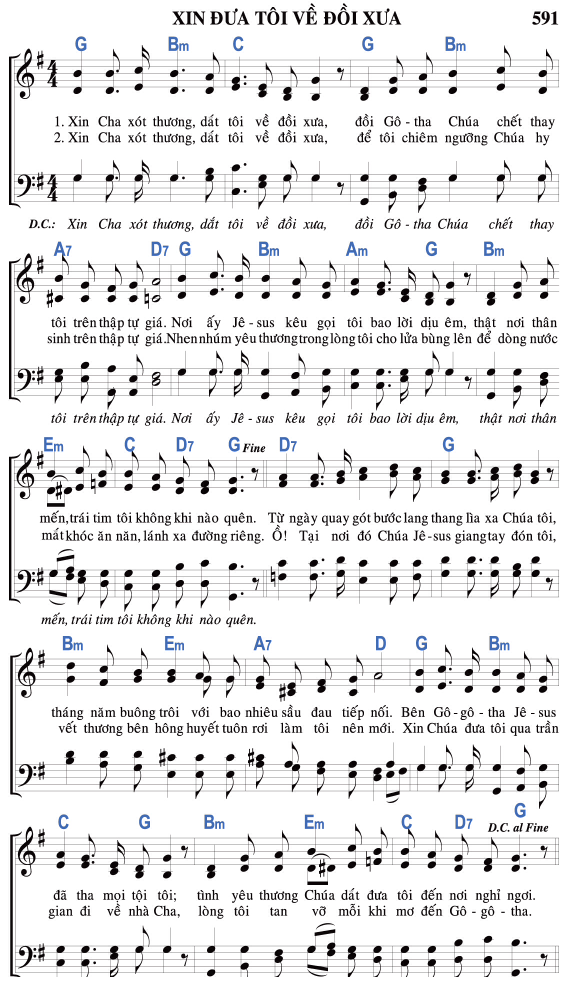 XIN ĐƯA TÔI VỀ ĐỒI XƯA 591
G Bm C G Bm
1. Xin Cha xót thương, dắt tôi về đồi xưa, đồi Gô - tha Chúa chết thay
2. Xin Cha xót thương, dắt tôi về đồi xưa, để tôi chiêm ngưỡng Chúa hy
D.C.: Xin Cha xót thương, dắt tôi về đồi xưa, đồi Gô - tha Chúa chết thay
A7 D7 G Bm Am G Bm
tôi trên thập tự giá. Nơi ấy Jê - sus kêu gọi tôi bao lời dịu êm, thật nơi thân
sinh trên thập tự giá. Nhen nhúm yêu thương trong lòng tôi cho lửa bùng lên để dòng nước
tôi trên thập tự giá. Nơi ấy Jê - sus kêu gọi tôi bao lời dịu êm, thật nơi thân
Em C D7 G Fine D7 G
mến, trái tim tôi không khi nào quên. Từ ngày quay gót bước lang thang lìa xa Chúa tôi,
mắt khóc ăn năn, lánh xa đường riêng. Ồ! Tại nơi đó Chúa Jê - sus giang tay đón tôi,
mến, trái tim tôi không khi nào quên.
Bm Em A7 D G Bm
tháng năm buông trôi với bao nhiêu sầu đau tiếp nối. Bên Gô - gô - tha Jê - sus
vết thương bên hông huyết tuôn rơi làm tôi nên mới. Xin Chúa đưa tôi qua trần
C G Bm Em C D7 D.C. al Fine G
đã tha mọi tội tôi; tình yêu thương Chúa dắt đưa tôi đến nơi nghỉ ngơi.
gian đi về nhà Cha, lòng tôi tan vỡ mỗi khi mơ đến Gô - gô - tha.